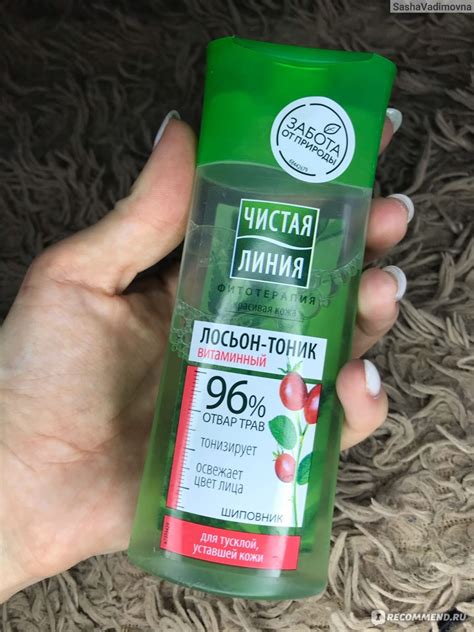 SashaVadimovna
ЗАБОТА
ОТ ПРИРОДЫ
ЧИСТАЯ
ЛИНИЯ
ФИТОТЕРАПИЯ
красивая кожа
ЛОСЬОН-ТОНИК
витаминный
96%
ОТВАР ТРАВ
тонизирует
освежает
цвет лица
ШИПОВНИК
для тусклой,
уставшей кожи
RECOMMEND.RU